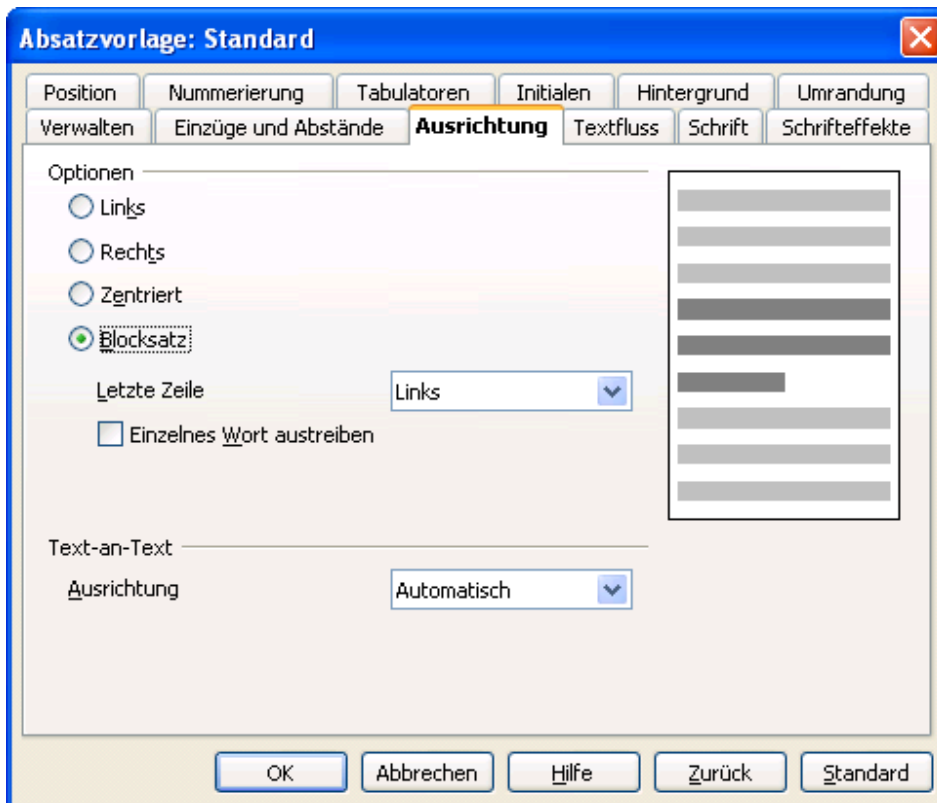 Absatzvorlage: Standard
Position Nummerierung Tabulatoren Initialen Hintergrund Umrandung
Verwalten Einzüge und Abstände Ausrichtung Textfluss Schrift Schrifteffekte
Optionen
Links
Rechts
Zentriert
Blocksatz
Letzte Zeile Links
Einzelnes Wort austreiben
Text-an-Text
Ausrichtung Automatisch
OK Abbrechen Hilfe Zurück Standard